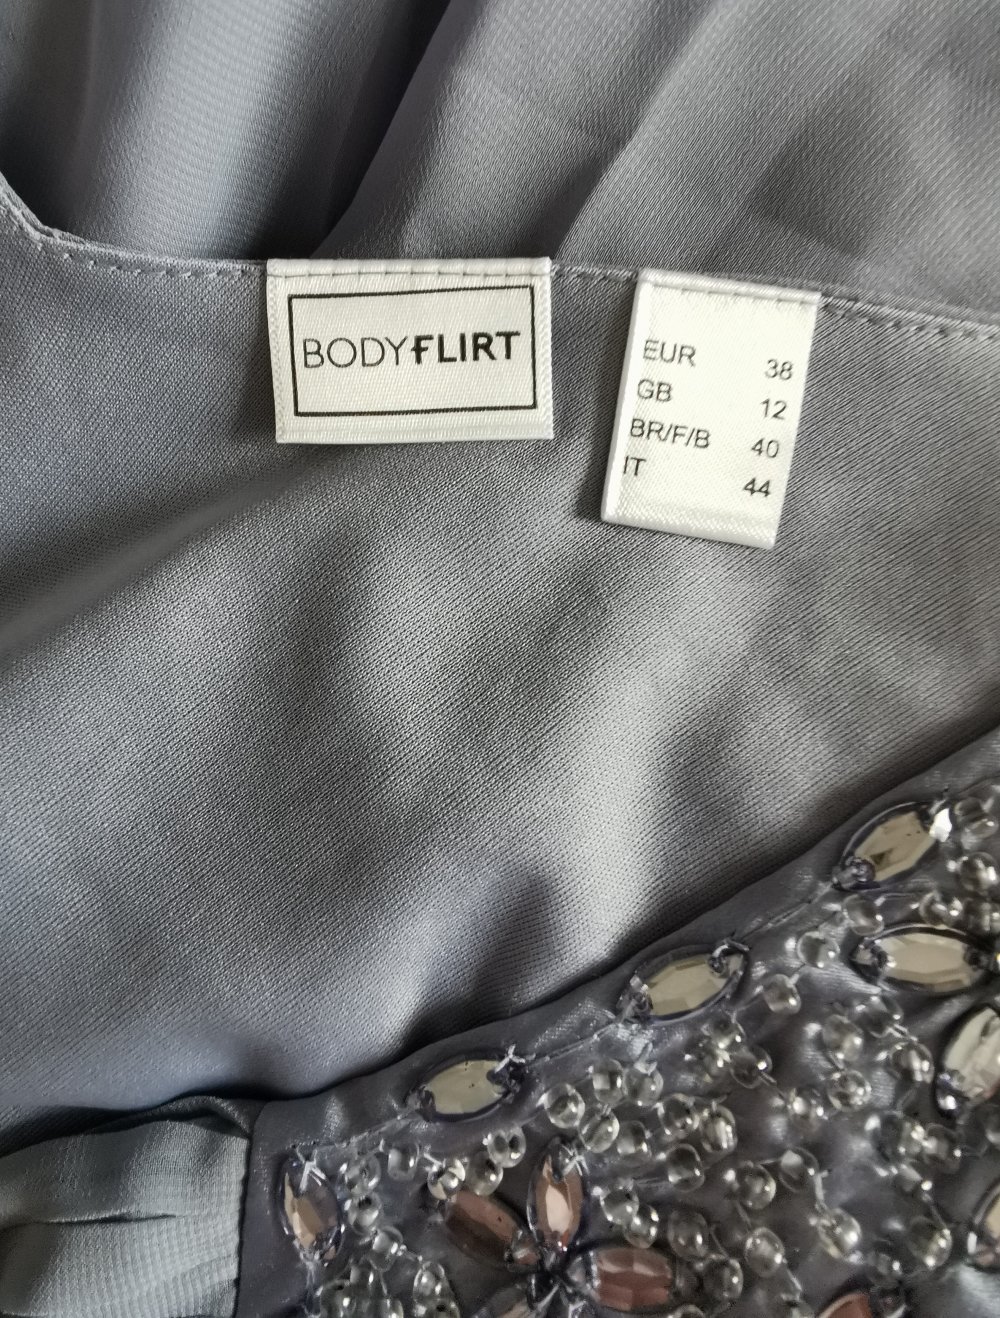 BODYFLIRT
EUR 38
GB 12
BR/F/B 40
IT 44